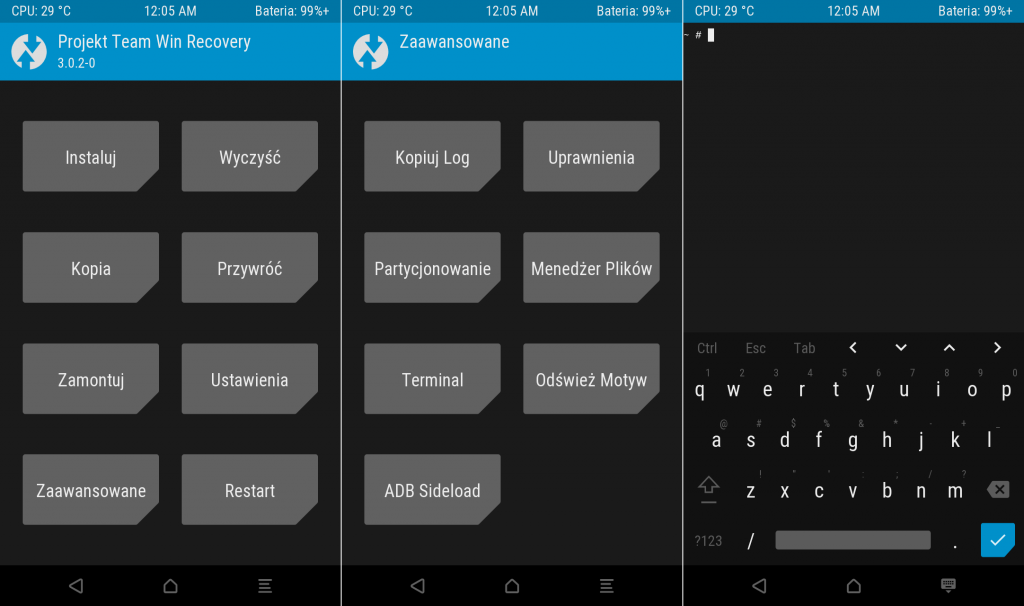 CPU: 29 °C 12:05 AM Bateria: 99%+
Projekt Team Win Recovery
3.0.2-0
Instaluj Wyczyść
Kopia Przywróć
Zamontuj Ustawienia
Zaawansowane Restart
CPU: 29 °C 12:05 AM Bateria: 99%+
Zaawansowane
Kopiuj Log Uprawnienia
Partycjonowanie Menedżer Plików
Terminal Odśwież Motyw
ADB Sideload
CPU: 29 °C 12:05 AM Bateria: 99%+
~ #
Ctrl Esc Tab
1 2 3 4 5 6 7 8 9 0
q w e r t y u i o p
@ # $ % & * - + _
a s d f g h j k l
! " ' : ; / ?
z x c v b n m
?123 / .